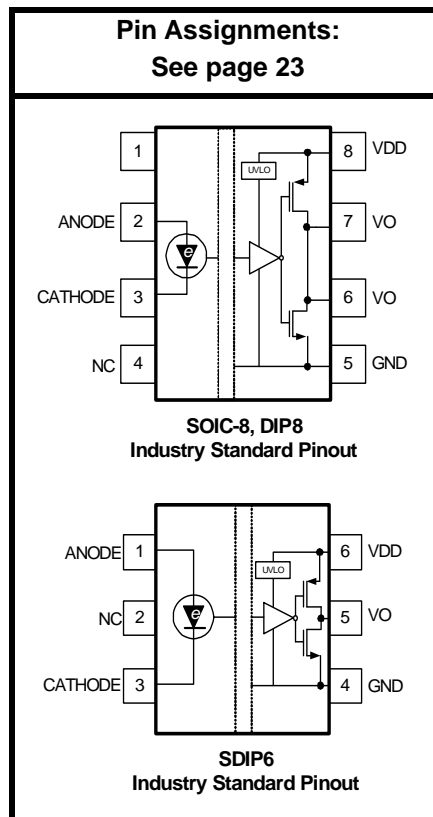 Pin Assignments:
See page 23
1
8 VDD
UVLO
ANODE 2
e
7 VO
CATHODE 3
6 VO
NC 4
5 GND
SOIC-8, DIP8
Industry Standard Pinout
ANODE 1
6 VDD
UVLO
NC 2
e
5 VO
CATHODE 3
4 GND
SDIP6
Industry Standard Pinout